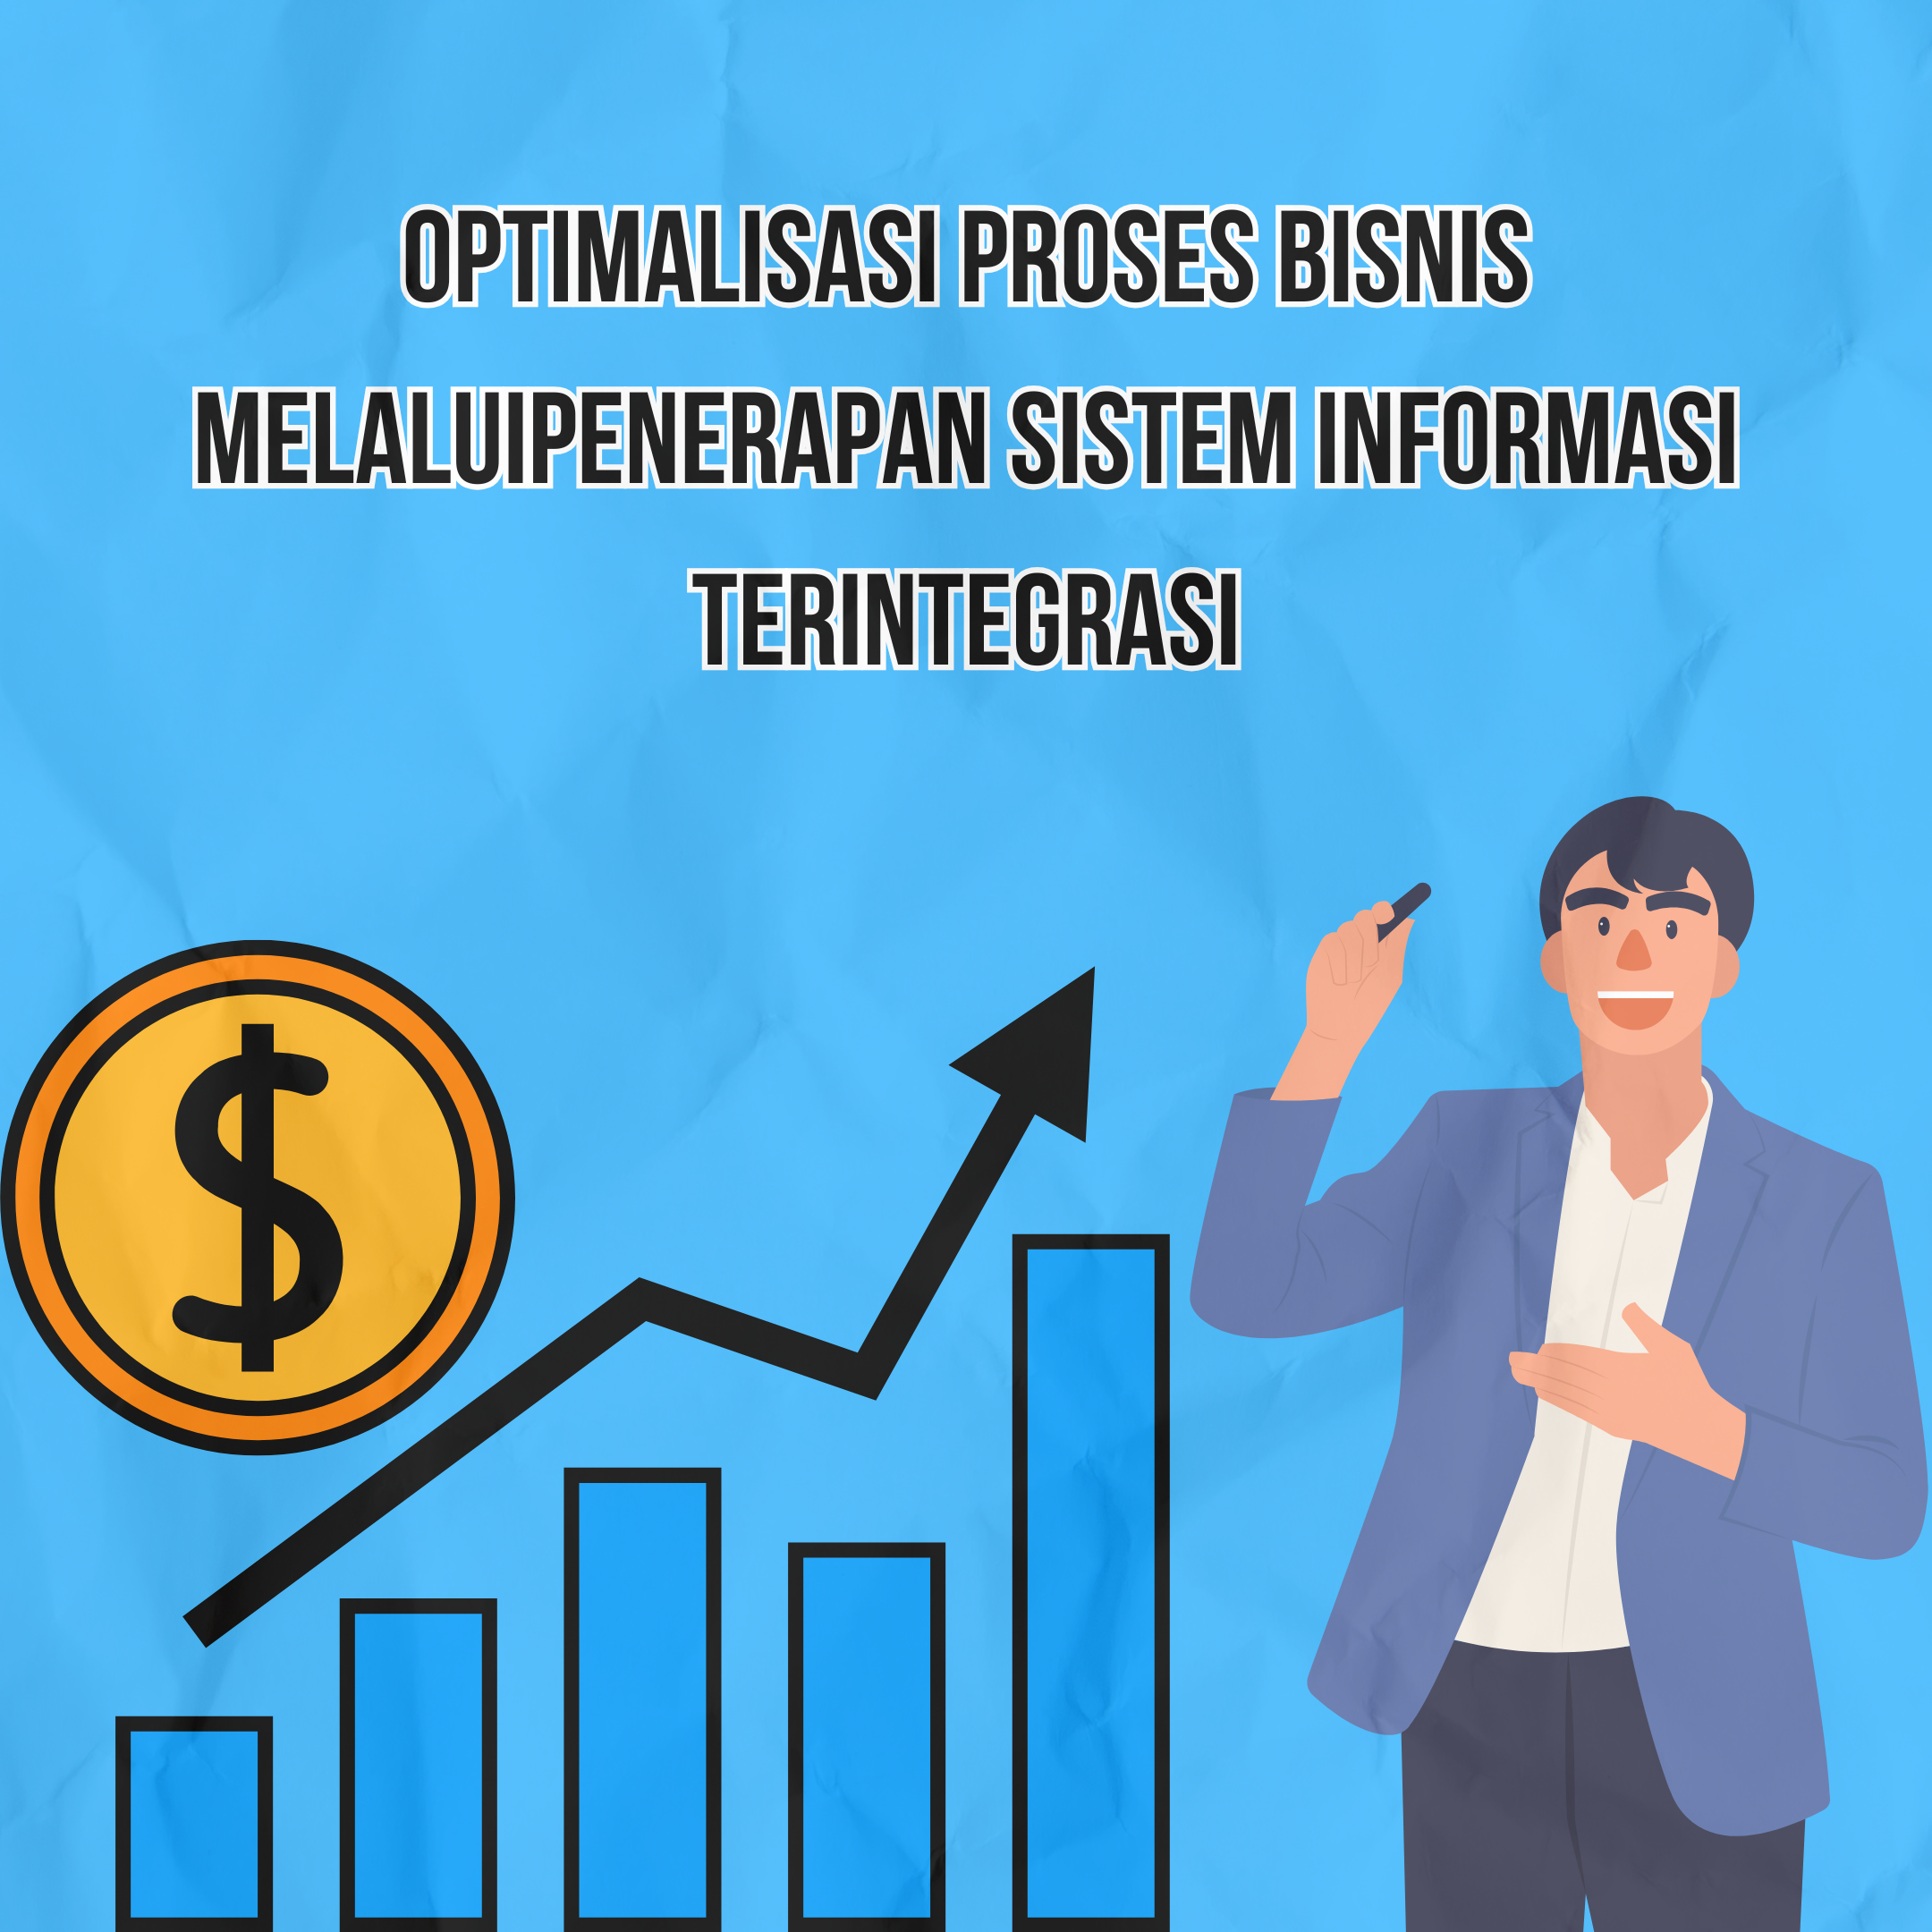 OPTIMALISASI PROSES BISNIS
MELALUIPENERAPAN SISTEM INFORMASI
TERINTEGRASI
$